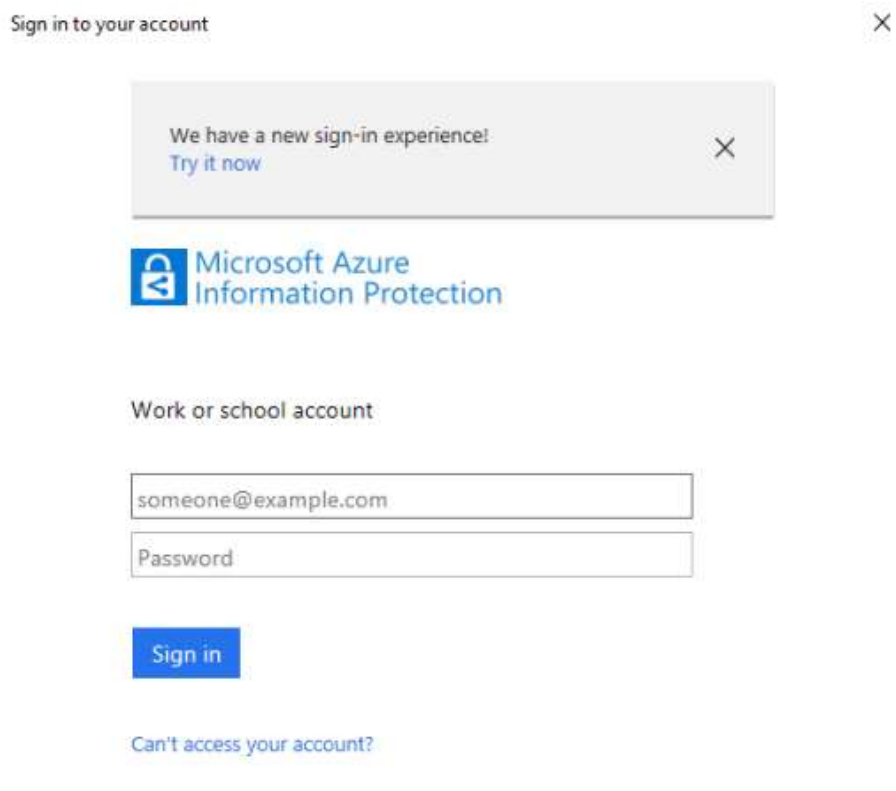 Sign in to your account
We have a new sign-in experience!
Try it now
Microsoft Azure
Information Protection
Work or school account
someone@example.com
Password
Sign in
Can't access your account?